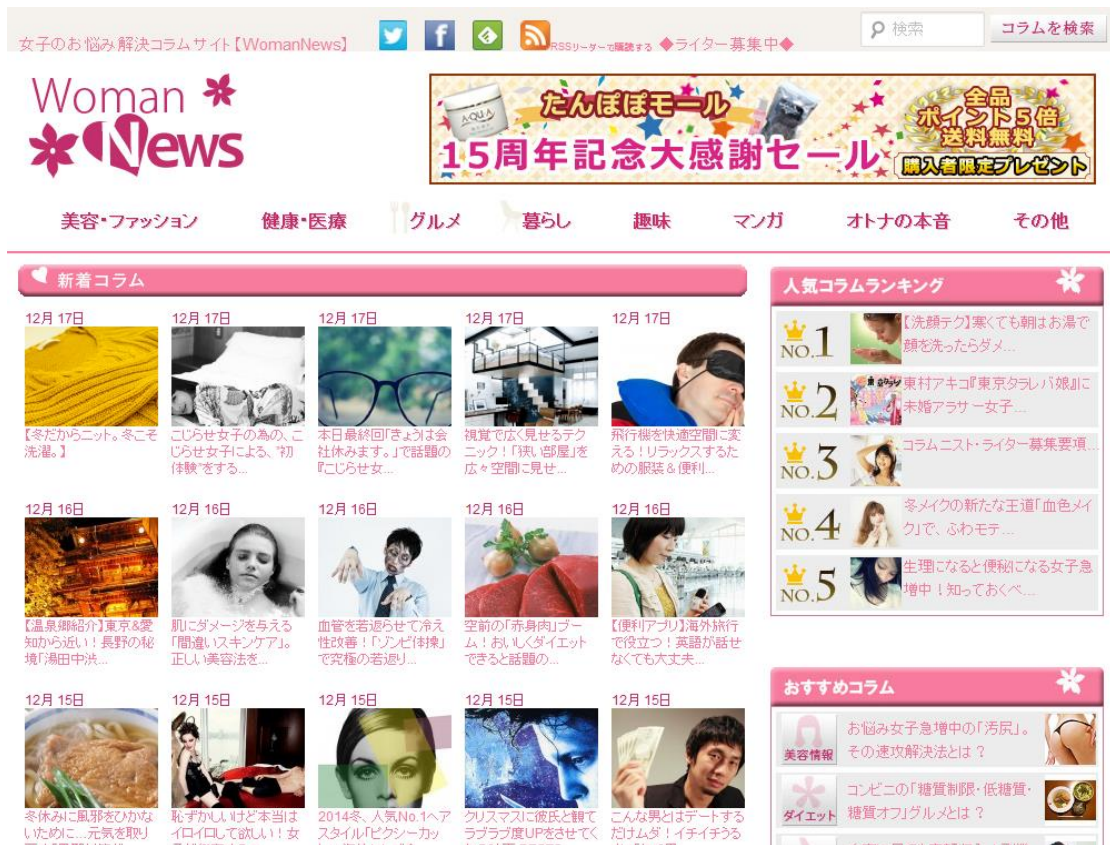 女子のお悩み解決コラムサイト【WomanNews】
RSSリーダーで購読する ◆ライター募集中◆
検索
コラムを検索
Woman
News
AQUA
たんぽぽモール
15周年記念大感謝セール
全品
ポイント5倍
送料無料
購入者限定プレゼント
美容・ファッション 健康・医療 グルメ 暮らし 趣味 マンガ オトナの本音 その他
新着コラム
12月 17日
【冬だからニット。冬こそ
洗濯。】
12月 17日
こじらせ女子の為の、こ
じらせ女子による、"初
体験"をする...
12月 17日
本日最終回「きょうは会
社休みます。」で話題の
『こじらせ女...
12月 17日
視覚で広く見せるテク
ニック！「狭い部屋」を
広々空間に見せ...
12月 17日
飛行機を快適空間に変
える！リラックスするた
めの服装＆便利...
12月 16日
【温泉郷紹介】東京&愛
知から近い！長野の秘
境「湯田中渋...
12月 16日
肌にダメージを与える
「間違いスキンケア」。
正しい美容法を...
12月 16日
血管を若返らせて冷え
性改善！「ゾンビ体操」
で究極の若返り...
12月 16日
空前の「赤身肉」ブー
ム！おいしくダイエット
できると話題の...
12月 16日
【便利アプリ】海外旅行
で役立つ！英語が話せ
なくても大丈夫...
12月 15日
冬休みに風邪をひかな
いために…元気を取り
12月 15日
恥ずかしいけど本当は
イロイロして欲しい！女
12月 15日
2014冬、人気No.1ヘア
スタイル「ピクシーカッ
12月 15日
クリスマスに彼氏と観て
ラブラブ度UPをさせてく
12月 15日
こんな男とはデートする
だけムダ！イチイチうる
人気コラムランキング
NO.1
【洗顔テク】寒くても朝はお湯で
顔を洗ったらダメ...
NO.2
東村アキコ『東京タラレバ娘』に
未婚アラサー女子...
NO.3
コラムニスト・ライター募集要項...
NO.4
冬メイクの新たな王道「血色メイ
ク」で、ふわモテ...
NO.5
生理になると便秘になる女子急
増中！知っておくべ...
おすすめコラム
美容情報
お悩み女子急増中の「汚尻」。
その速攻解決法とは？
ダイエット
コンビニの「糖質制限・低糖質・
糖質オフ」グルメとは？